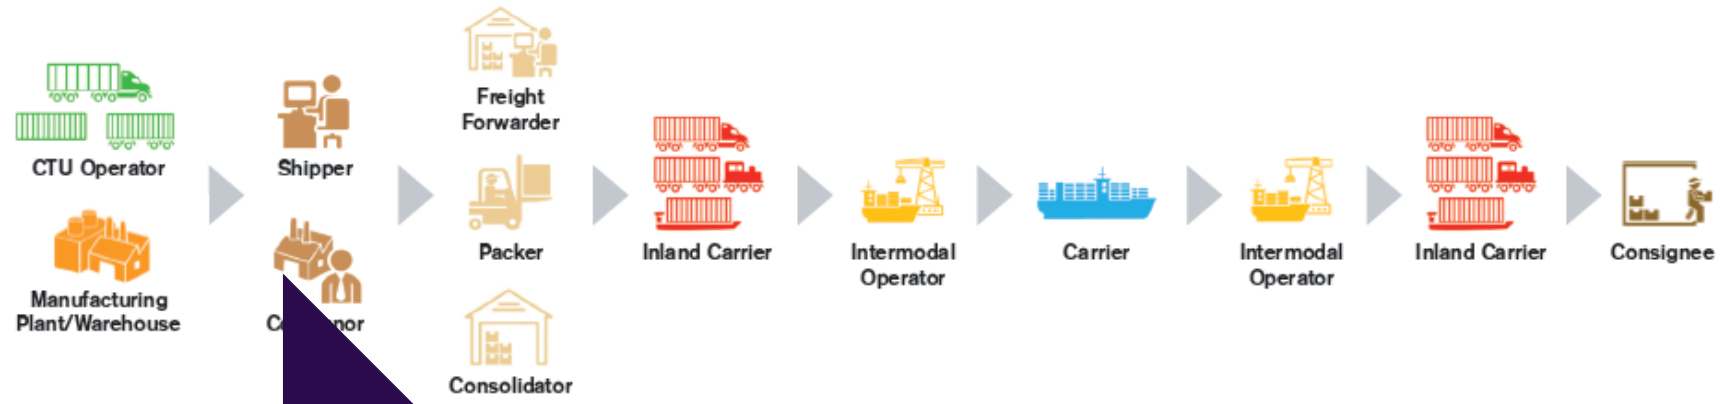 CTU Operator
Manufacturing
Plant/Warehouse
Shipper
Freight
Forwarder
Packer
Consolidator
Inland Carrier
Intermodal
Operator
Carrier
Intermodal
Operator
Inland Carrier
Consignee